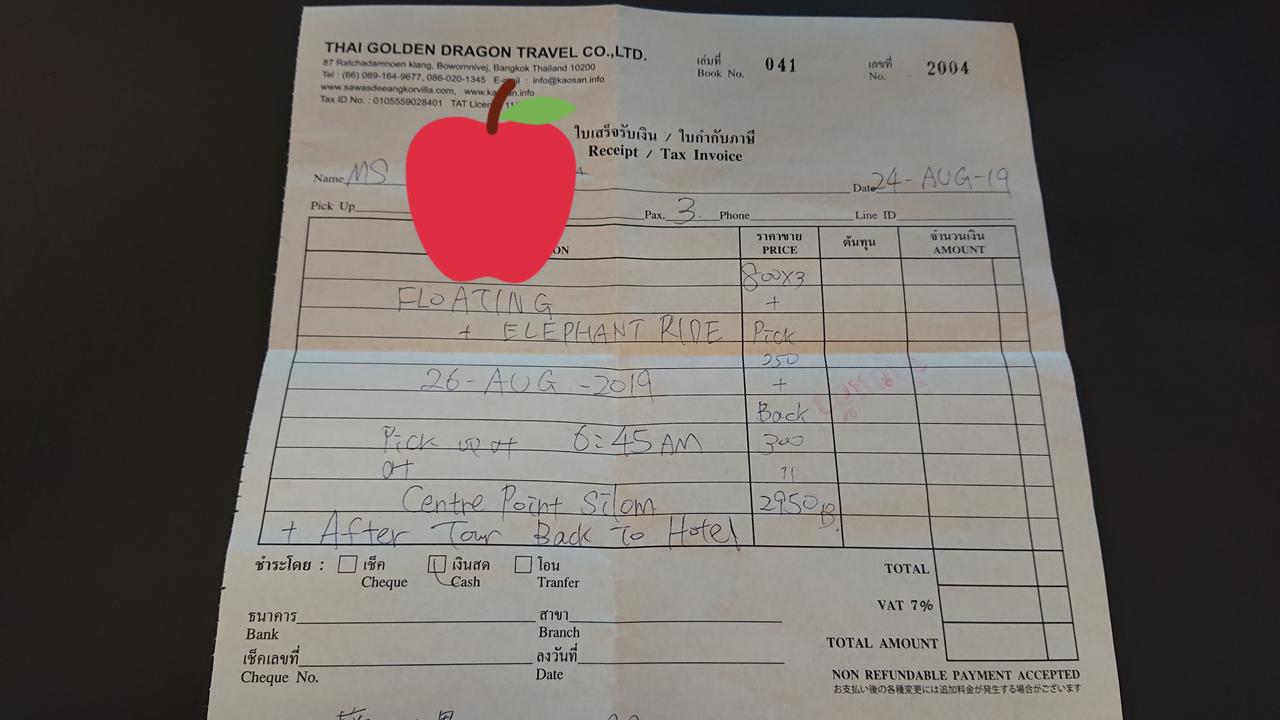 THAI GOLDEN DRAGON TRAVEL CO.,LTD.
87 Ratchadamnoen klang, Bowornnivej, Bangkok Thailand 10200
Tel : (66) 089-164-9677, 086-020-1345 : info@kaosan.info
www.sawasdeeangkorvilla.com,
Tax ID No. : 0105559028401 TAT
เล่มที่
Book No. 041
เลขที่
No. 2004
ใบเสร็จรับเงิน / ใบกำกับภาษี
Receipt / Tax Invoice
Name MS
Date 24-AUG-19
Pick Up Pax. 3. Phone Line ID
ราคาขาย ต้นทุน จำนวนเงิน
PRICE AMOUNT
800x3
FLOATING +
+ ELEPHANT RIDE Pick
250
26-AUG-2019 +
Back
Pick up at 6:45AM 300
at 11
Centre Point Silom 2950 B.
+ After Tour Back To Hotel
ชำระโดย : เช็ค เงินสด โอน
Cheque Cash Tranfer
TOTAL
VAT 7%
TOTAL AMOUNT
ธนาคาร สาขา
Bank Branch
เช็คเลขที่ ลงวันที่
Cheque No. Date
NON REFUNDABLE PAYMENT ACCEPTED
お支払い後の各種変更には追加料金が発生する場合がございます